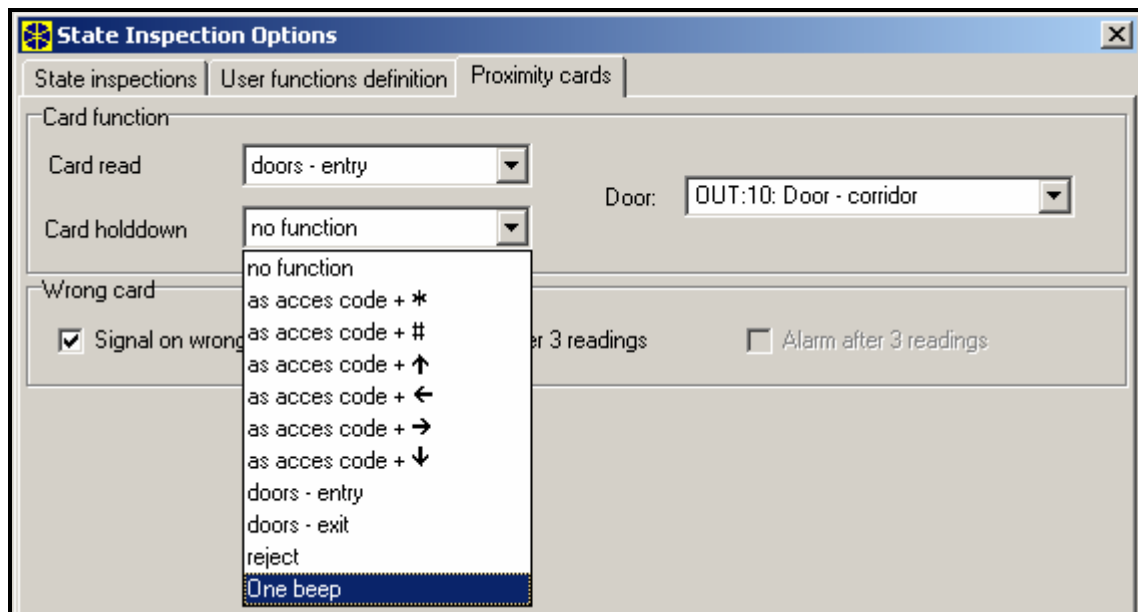 State Inspection Options
State inspections
User functions definition
Proximity cards
Card function
Card read
doors - entry
Door:
OUT:10: Door - corridor
Card holddown
no function
no function
as acces code + *
as acces code + #
as acces code + ↑
as acces code + ←
as acces code + →
as acces code + ↓
doors - entry
doors - exit
reject
One beep
Wrong card
Signal on wrong
3 readings
Alarm after 3 readings